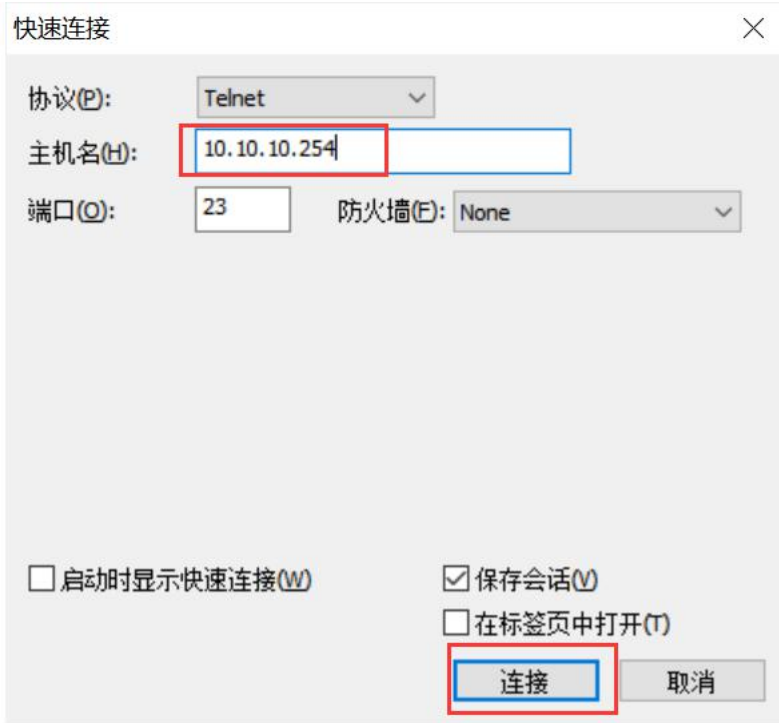 快速连接
协议(P): Telnet
主机名(H): 10.10.10.254
端口(O): 23 防火墙(F): None
启动时显示快速连接(W) 保存会话(V)
在标签页中打开(T)
连接 取消